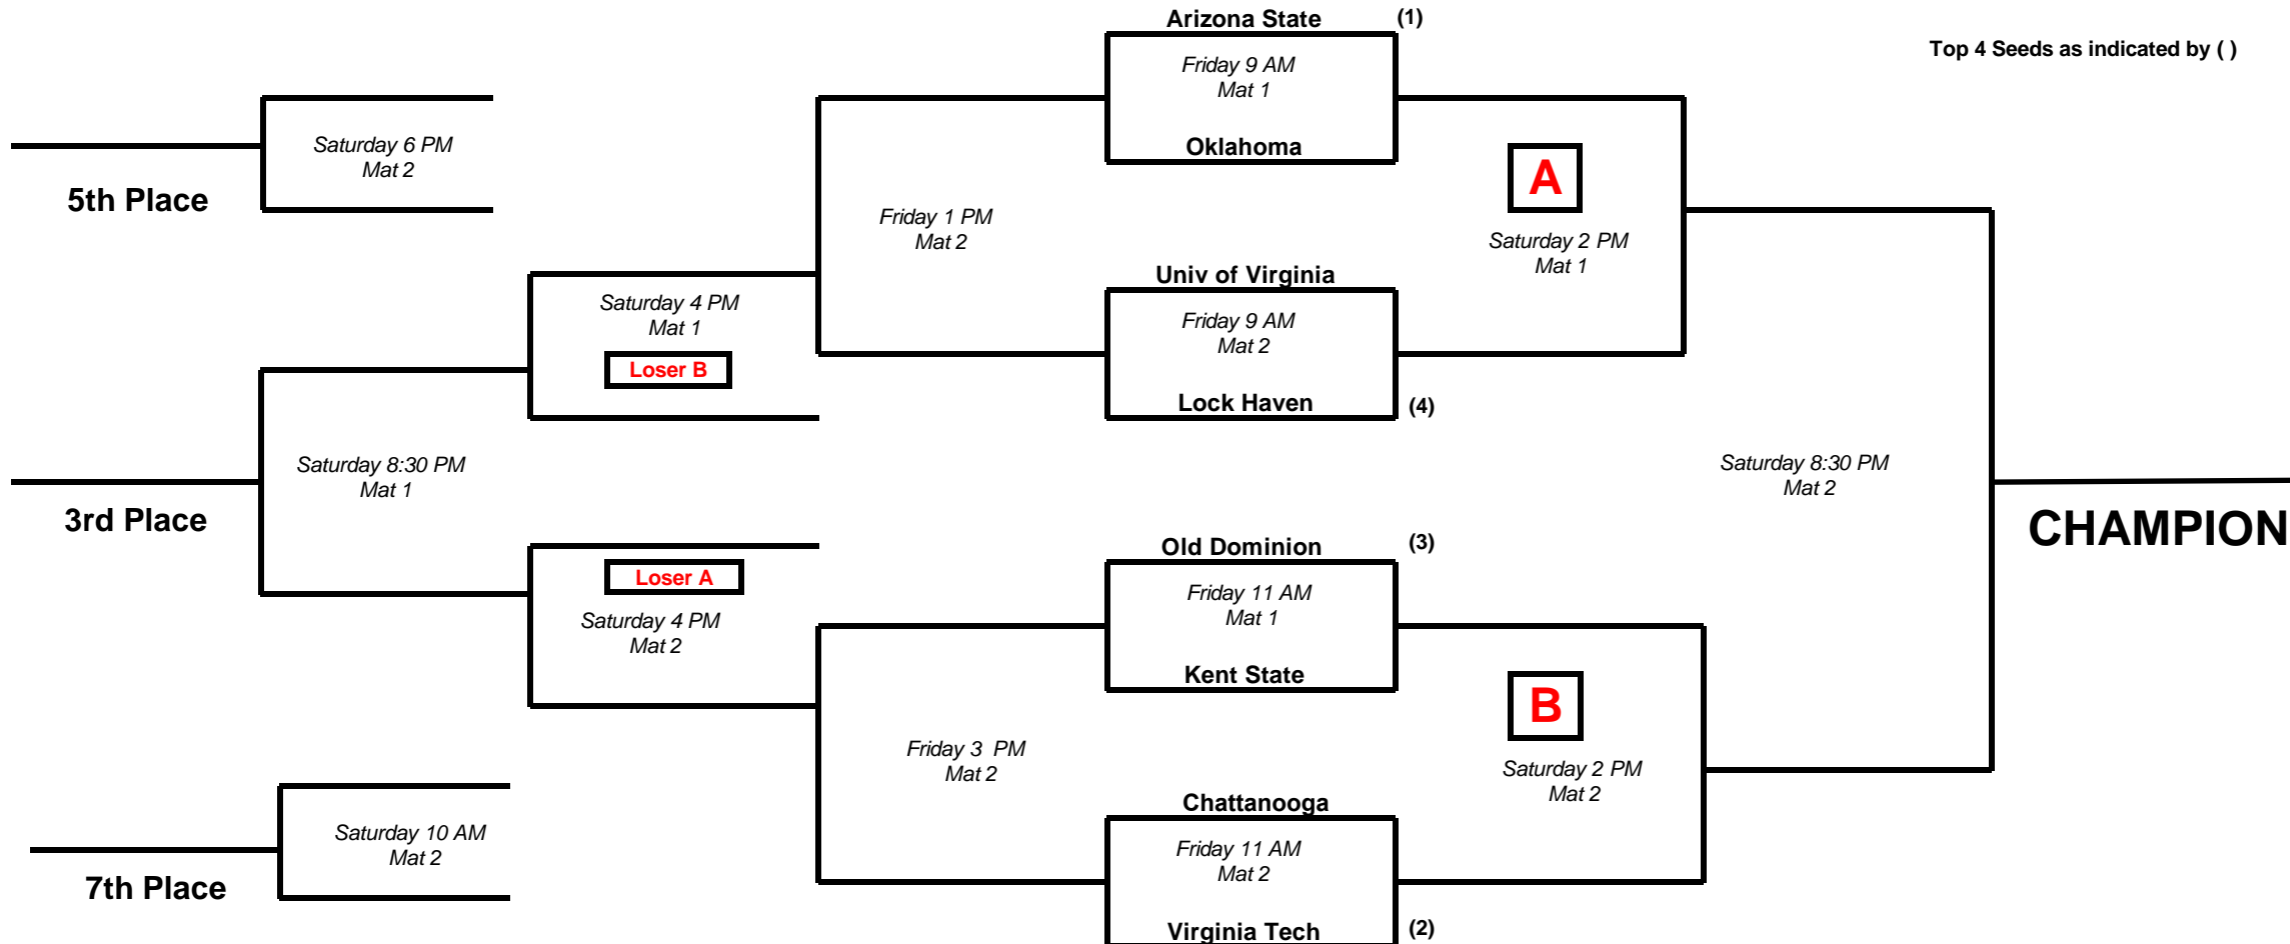 Arizona State (1)
Top 4 Seeds as indicated by ( )
Friday 9 AM
Mat 1
Oklahoma
Saturday 6 PM
Mat 2
5th Place
A
Friday 1 PM
Mat 2
Saturday 2 PM
Mat 1
Univ of Virginia
Saturday 4 PM
Mat 1
Loser B
Friday 9 AM
Mat 2
Lock Haven (4)
Saturday 8:30 PM
Mat 1
Saturday 8:30 PM
Mat 2
3rd Place
CHAMPION
Old Dominion (3)
Loser A
Saturday 4 PM
Mat 2
Friday 11 AM
Mat 1
Kent State
B
Friday 3 PM
Mat 2
Saturday 2 PM
Mat 2
Chattanooga
Saturday 10 AM
Mat 2
7th Place
Friday 11 AM
Mat 2
Virginia Tech (2)